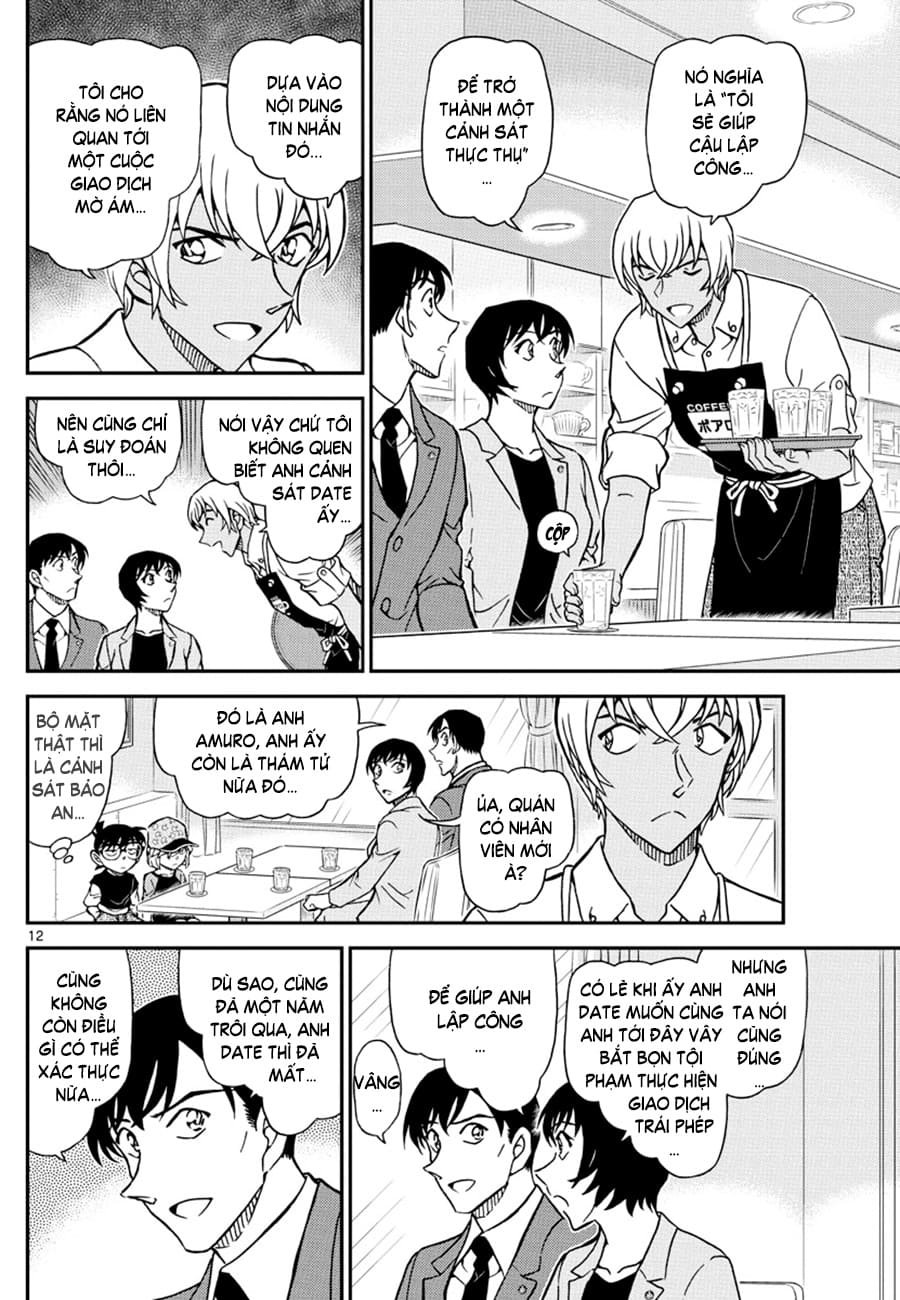 NÓ NGHĨA
LÀ "TÔI
SẼ GIÚP
CẬU LẬP
CÔNG...
ĐỂ TRỞ
THÀNH MỘT
CẢNH SÁT
THỰC THỤ"
...
COFFE
ポアロ
CỘP
DỰA VÀO
NỘI DUNG
TIN NHẮN
ĐÓ...
TÔI CHO
RẰNG NÓ LIÊN
QUAN TỚI
MỘT CUỘC
GIAO DỊCH
MỜ ÁM...
NÓI VẬY CHỨ TÔI
KHÔNG QUEN
BIẾT ANH CẢNH
SÁT DATE
ẤY...
NÊN CŨNG CHỈ
LÀ SUY ĐOÁN
THÔI...
ỦA, QUÁN
CÓ NHÂN
VIÊN MỚI
À?
ĐÓ LÀ ANH
AMURO, ANH ẤY
CÒN LÀ THÁM TỬ
NỮA ĐÓ...
BỘ MẶT
THẬT THÌ
LÀ CẢNH
SÁT BẢO
AN...
12
NHƯNG
ANH
TA NÓI
CŨNG
ĐÚNG...
CÓ LẼ KHI ẤY ANH
DATE MUỐN CÙNG
ANH TỚI ĐÂY VÂY
BẮT BỌN TỘI
PHẠM THỰC HIỆN
GIAO DỊCH
TRÁI PHÉP
ĐỂ GIÚP ANH
LẬP CÔNG
...
VÂNG
...
DÙ SAO, CŨNG
ĐÃ MỘT NĂM
TRÔI QUA, ANH
DATE THÌ ĐÃ
MẤT...
CŨNG
KHÔNG
CÒN ĐIỀU
GÌ CÓ THỂ
XÁC THỰC
NỮA...